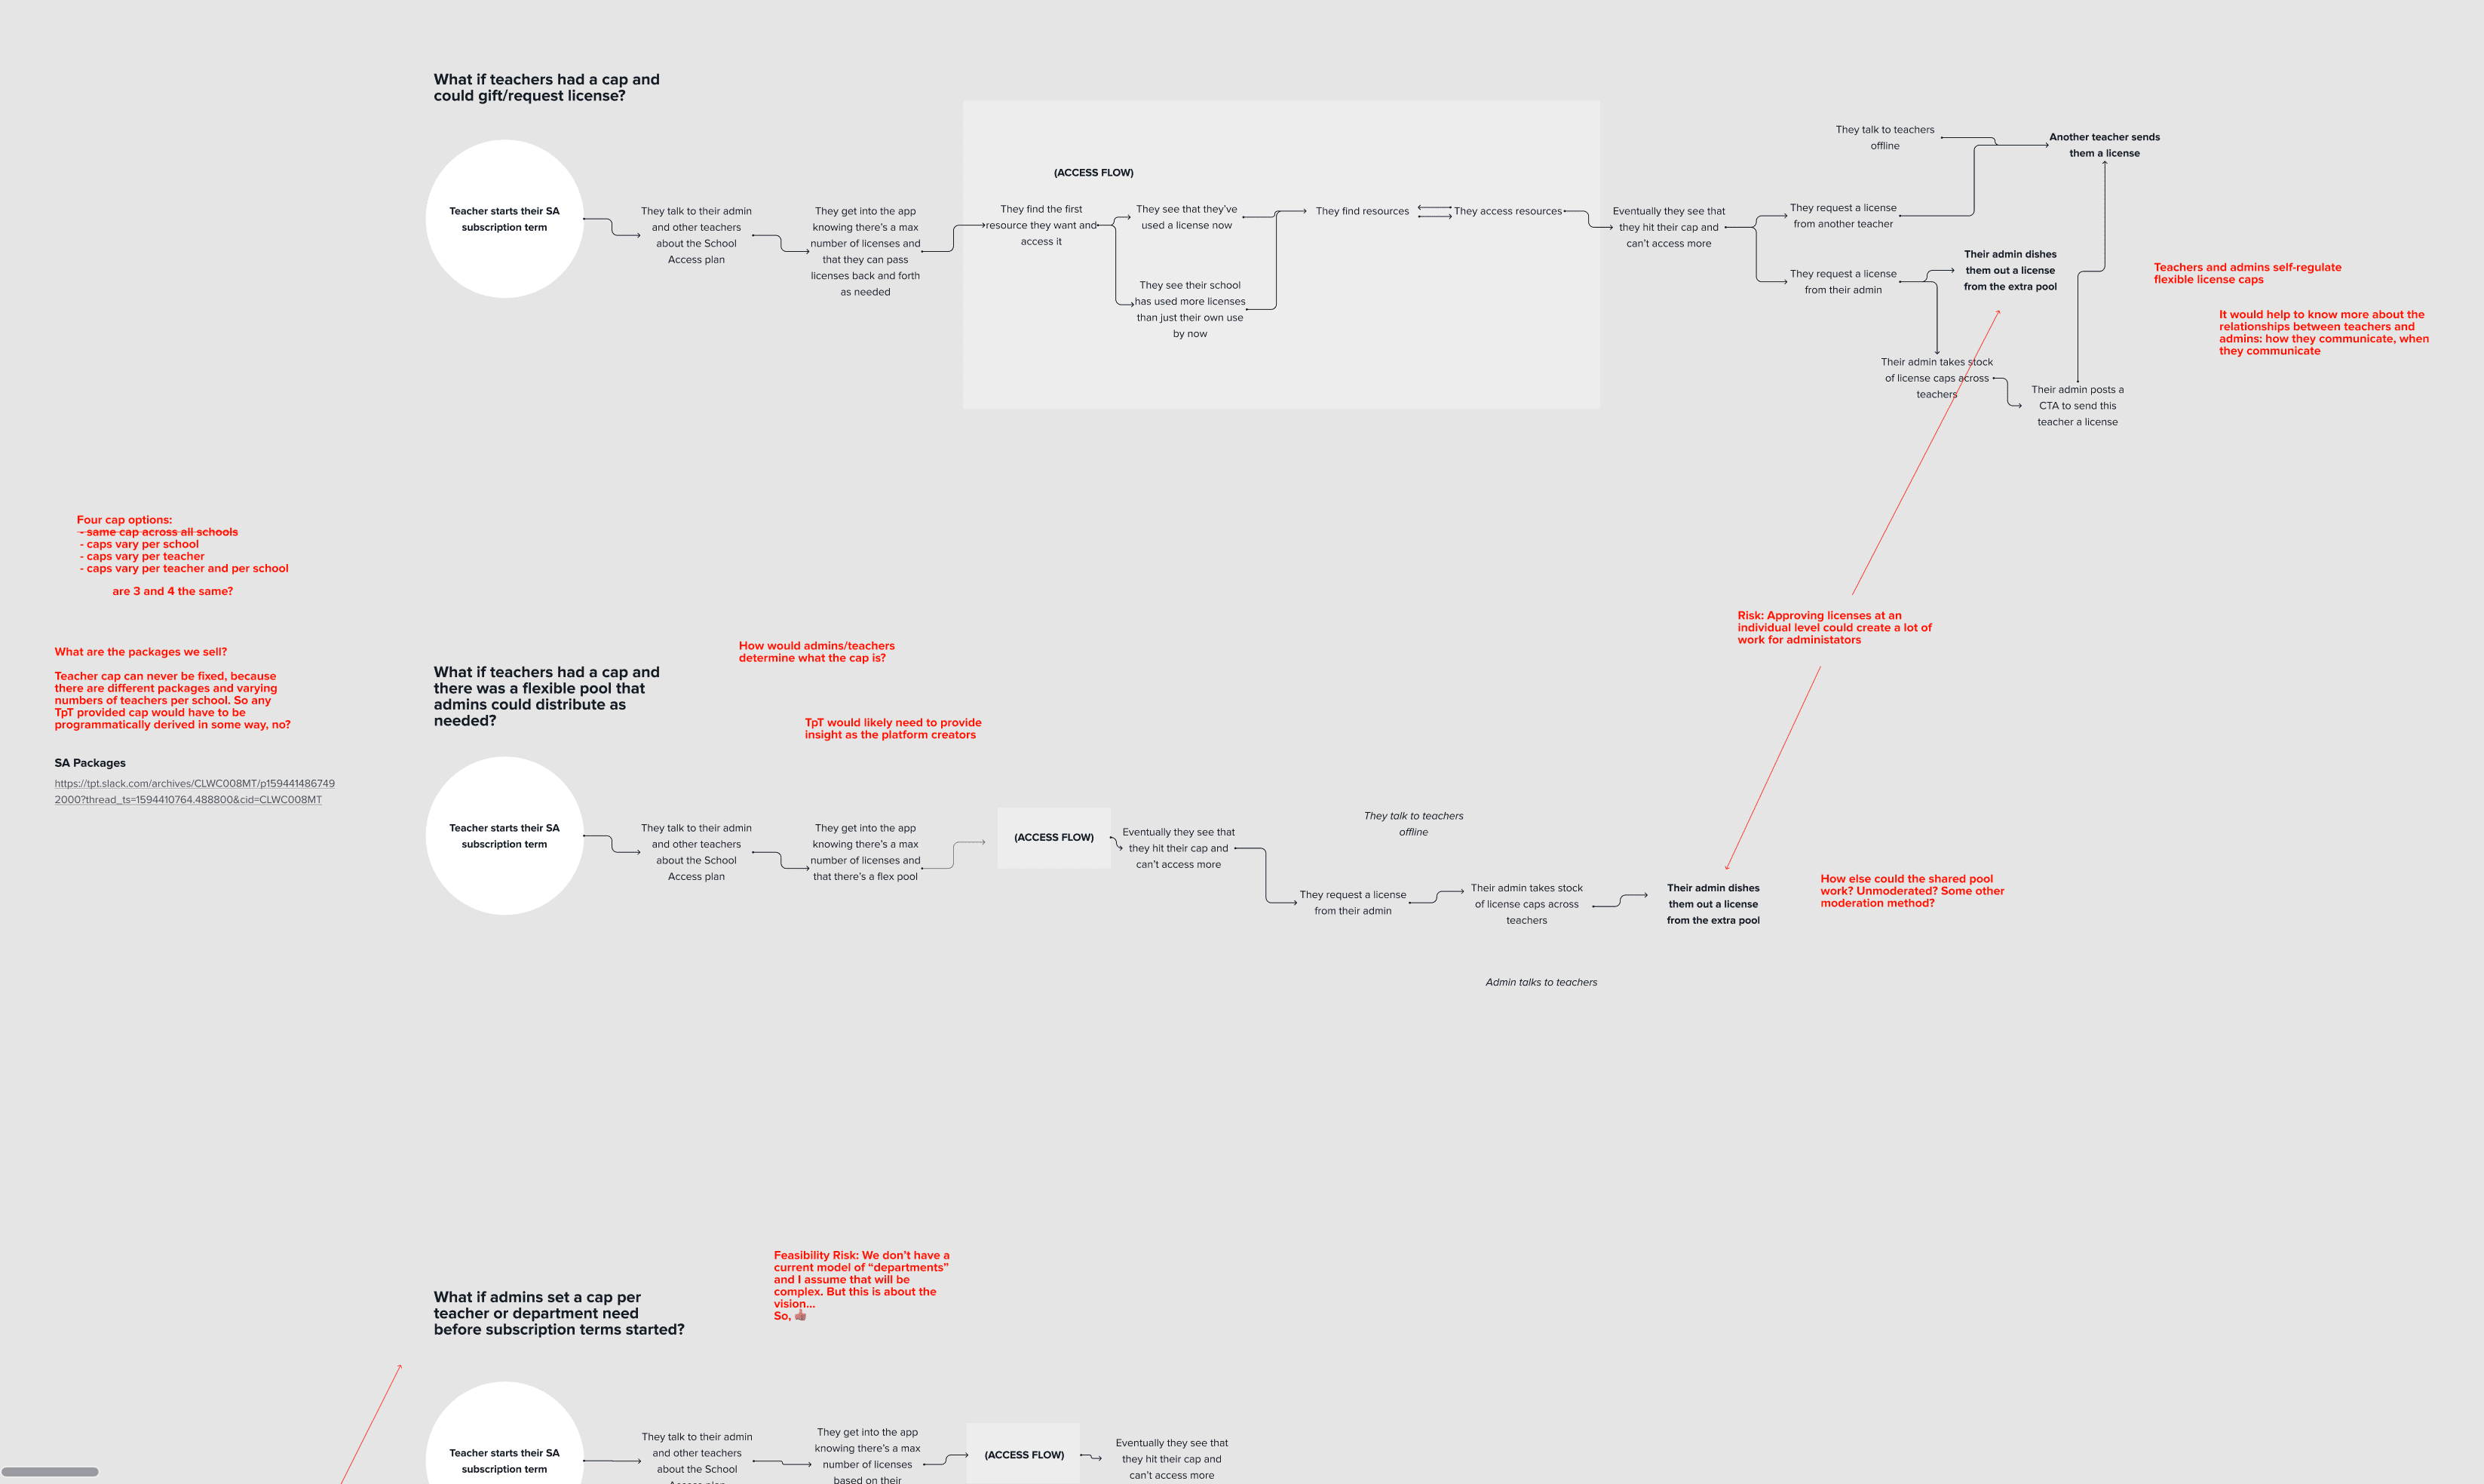 What if teachers had a cap and
could gift/request license?
Teacher starts their SA
subscription term
They talk to their admin
and other teachers
about the School
Access plan
They get into the app
knowing there's a max
number of licenses and
that they can pass
licenses back and forth
as needed
(ACCESS FLOW)
They find the first
resource they want and
access it
They see that they've
used a license now
They see their school
has used more licenses
than just their own use
by now
They find resources
They access resources
Eventually they see that
they hit their cap and
can't access more
They talk to teachers
offline
They request a license
from another teacher
They request a license
from their admin
Another teacher sends
them a license
Their admin dishes
them out a license
from the extra pool
Their admin takes stock
of license caps across
teachers
Their admin posts a
CTA to send this
teacher a license
Teachers and admins self-regulate
flexible license caps
It would help to know more about the
relationships between teachers and
admins: how they communicate, when
they communicate
Four cap options:
- same cap across all schools
- caps vary per school
- caps vary per teacher
- caps vary per teacher and per school
are 3 and 4 the same?
What are the packages we sell?
Teacher cap can never be fixed, because
there are different packages and varying
numbers of teachers per school. So any
TpT provided cap would have to be
programmatically derived in some way, no?
SA Packages
https://tpt.slack.com/archives/CLWC008MT/p159441486749
2000?thread_ts=1594410764.488800&cid=CLWC008MT
Risk: Approving licenses at an
individual level could create a lot of
work for administators
What if teachers had a cap and
there was a flexible pool that
admins could distribute as
needed?
How would admins/teachers
determine what the cap is?
TpT would likely need to provide
insight as the platform creators
Teacher starts their SA
subscription term
They talk to their admin
and other teachers
about the School
Access plan
They get into the app
knowing there's a max
number of licenses and
that there's a flex pool
(ACCESS FLOW)
Eventually they see that
they hit their cap and
can't access more
They talk to teachers
offline
They request a license
from their admin
Their admin takes stock
of license caps across
teachers
Their admin dishes
them out a license
from the extra pool
Admin talks to teachers
How else could the shared pool
work? Unmoderated? Some other
moderation method?
What if admins set a cap per
teacher or department need
before subscription terms started?
Feasibility Risk: We don't have a
current model of “departments”
and I assume that will be
complex. But this is about the
vision...
So, 👍
Teacher starts their SA
subscription term
They talk to their admin
and other teachers
about the School
They get into the app
knowing there's a max
number of licenses
based on their
(ACCESS FLOW)
Eventually they see that
they hit their cap and
can't access more